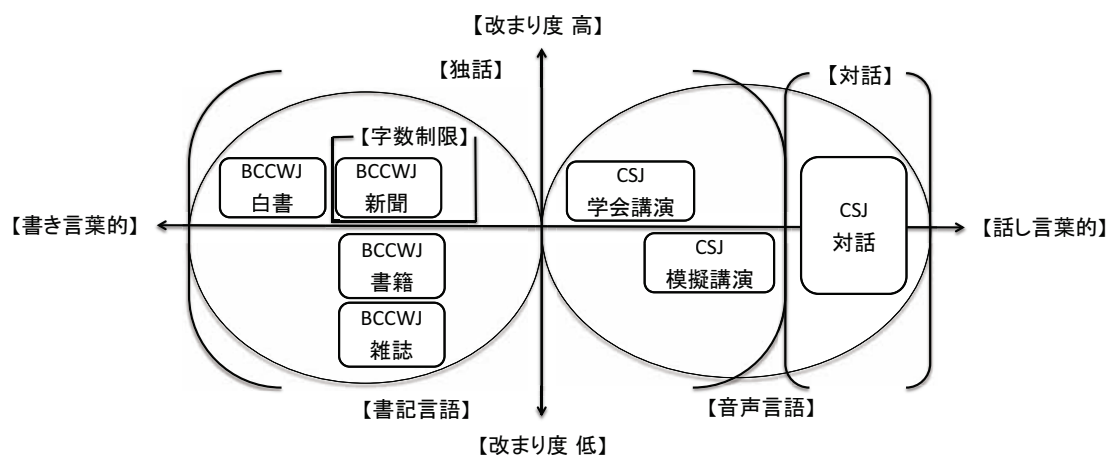 【改まり度 高】
【独話】
【対話】
【字数制限】
BCCWJ
白書
BCCWJ
新聞
CSJ
学会講演
CSJ
対話
【書き言葉的】
【話し言葉的】
BCCWJ
書籍
CSJ
模擬講演
BCCWJ
雑誌
【書記言語】
【音声言語】
【改まり度 低】